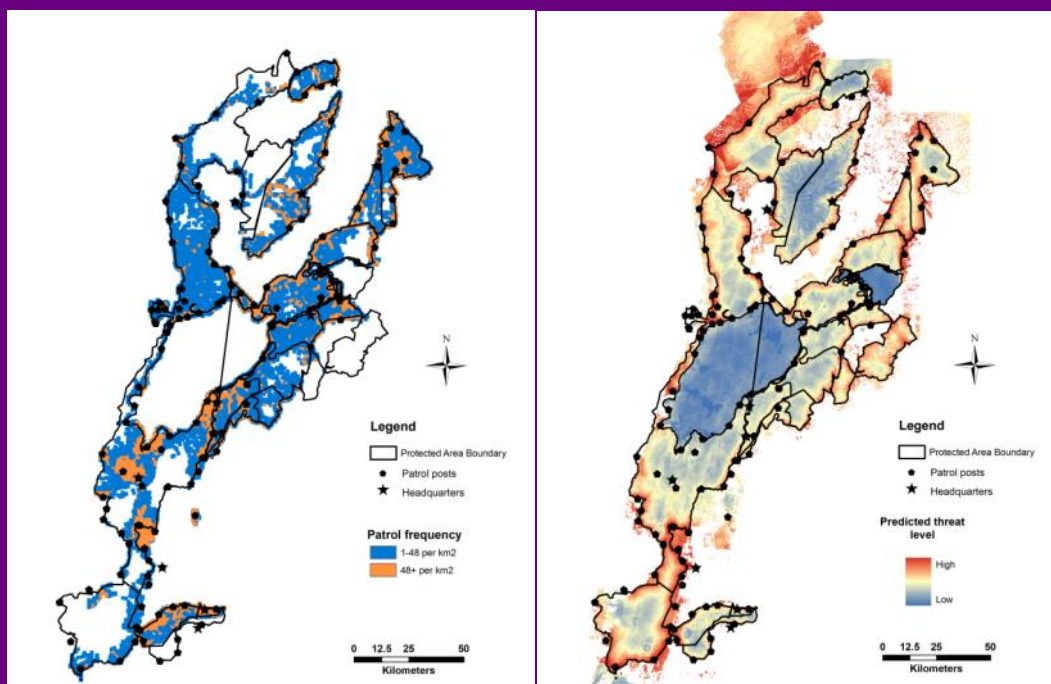 N
Legend
Protected Area Boundary
Patrol posts
Headquarters
Patrol frequency
1-48 per km2
48+ per km2
0 12.5 25 50
Kilometers
N
Legend
Protected Area Boundary
Patrol posts
Headquarters
Predicted threat
level
High
Low
0 12.5 25 50
Kilometers